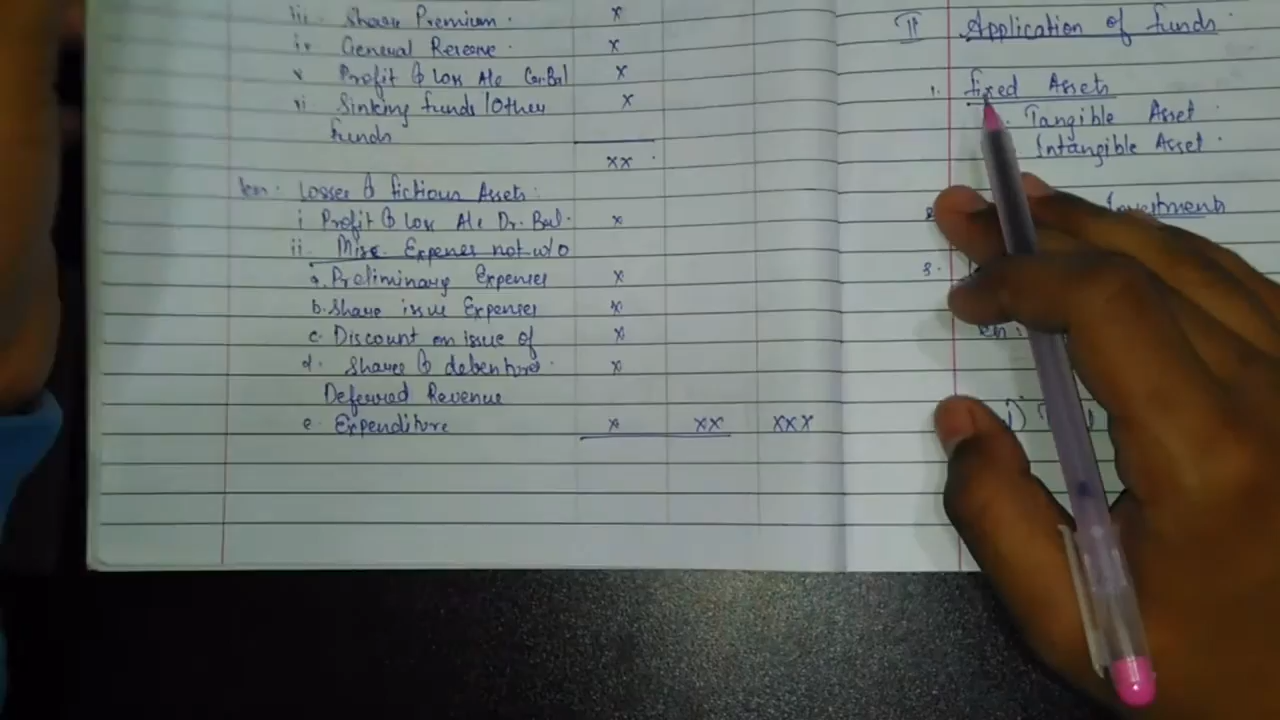 iii. Share Premium. x
iv General Reserve. x
v Profit & Loss A/c Cr.Bal x
vi Sinking funds / Other x
funds
xx.
Less: Losses & fictious Assets:
i Profit & Loss A/c Dr. Bal. x
ii. Misc. Expenes not w/o
a. Preliminary Expenses x
b. Share issue Expenses x
c. Discount on issue of x
d. Shares & debenture. x
Deferred Revenue
e Expenditure x xx xxx
II Application of funds.
1. fixed Assets
Tangible Asset
Intangible Asset.
Investments
3.